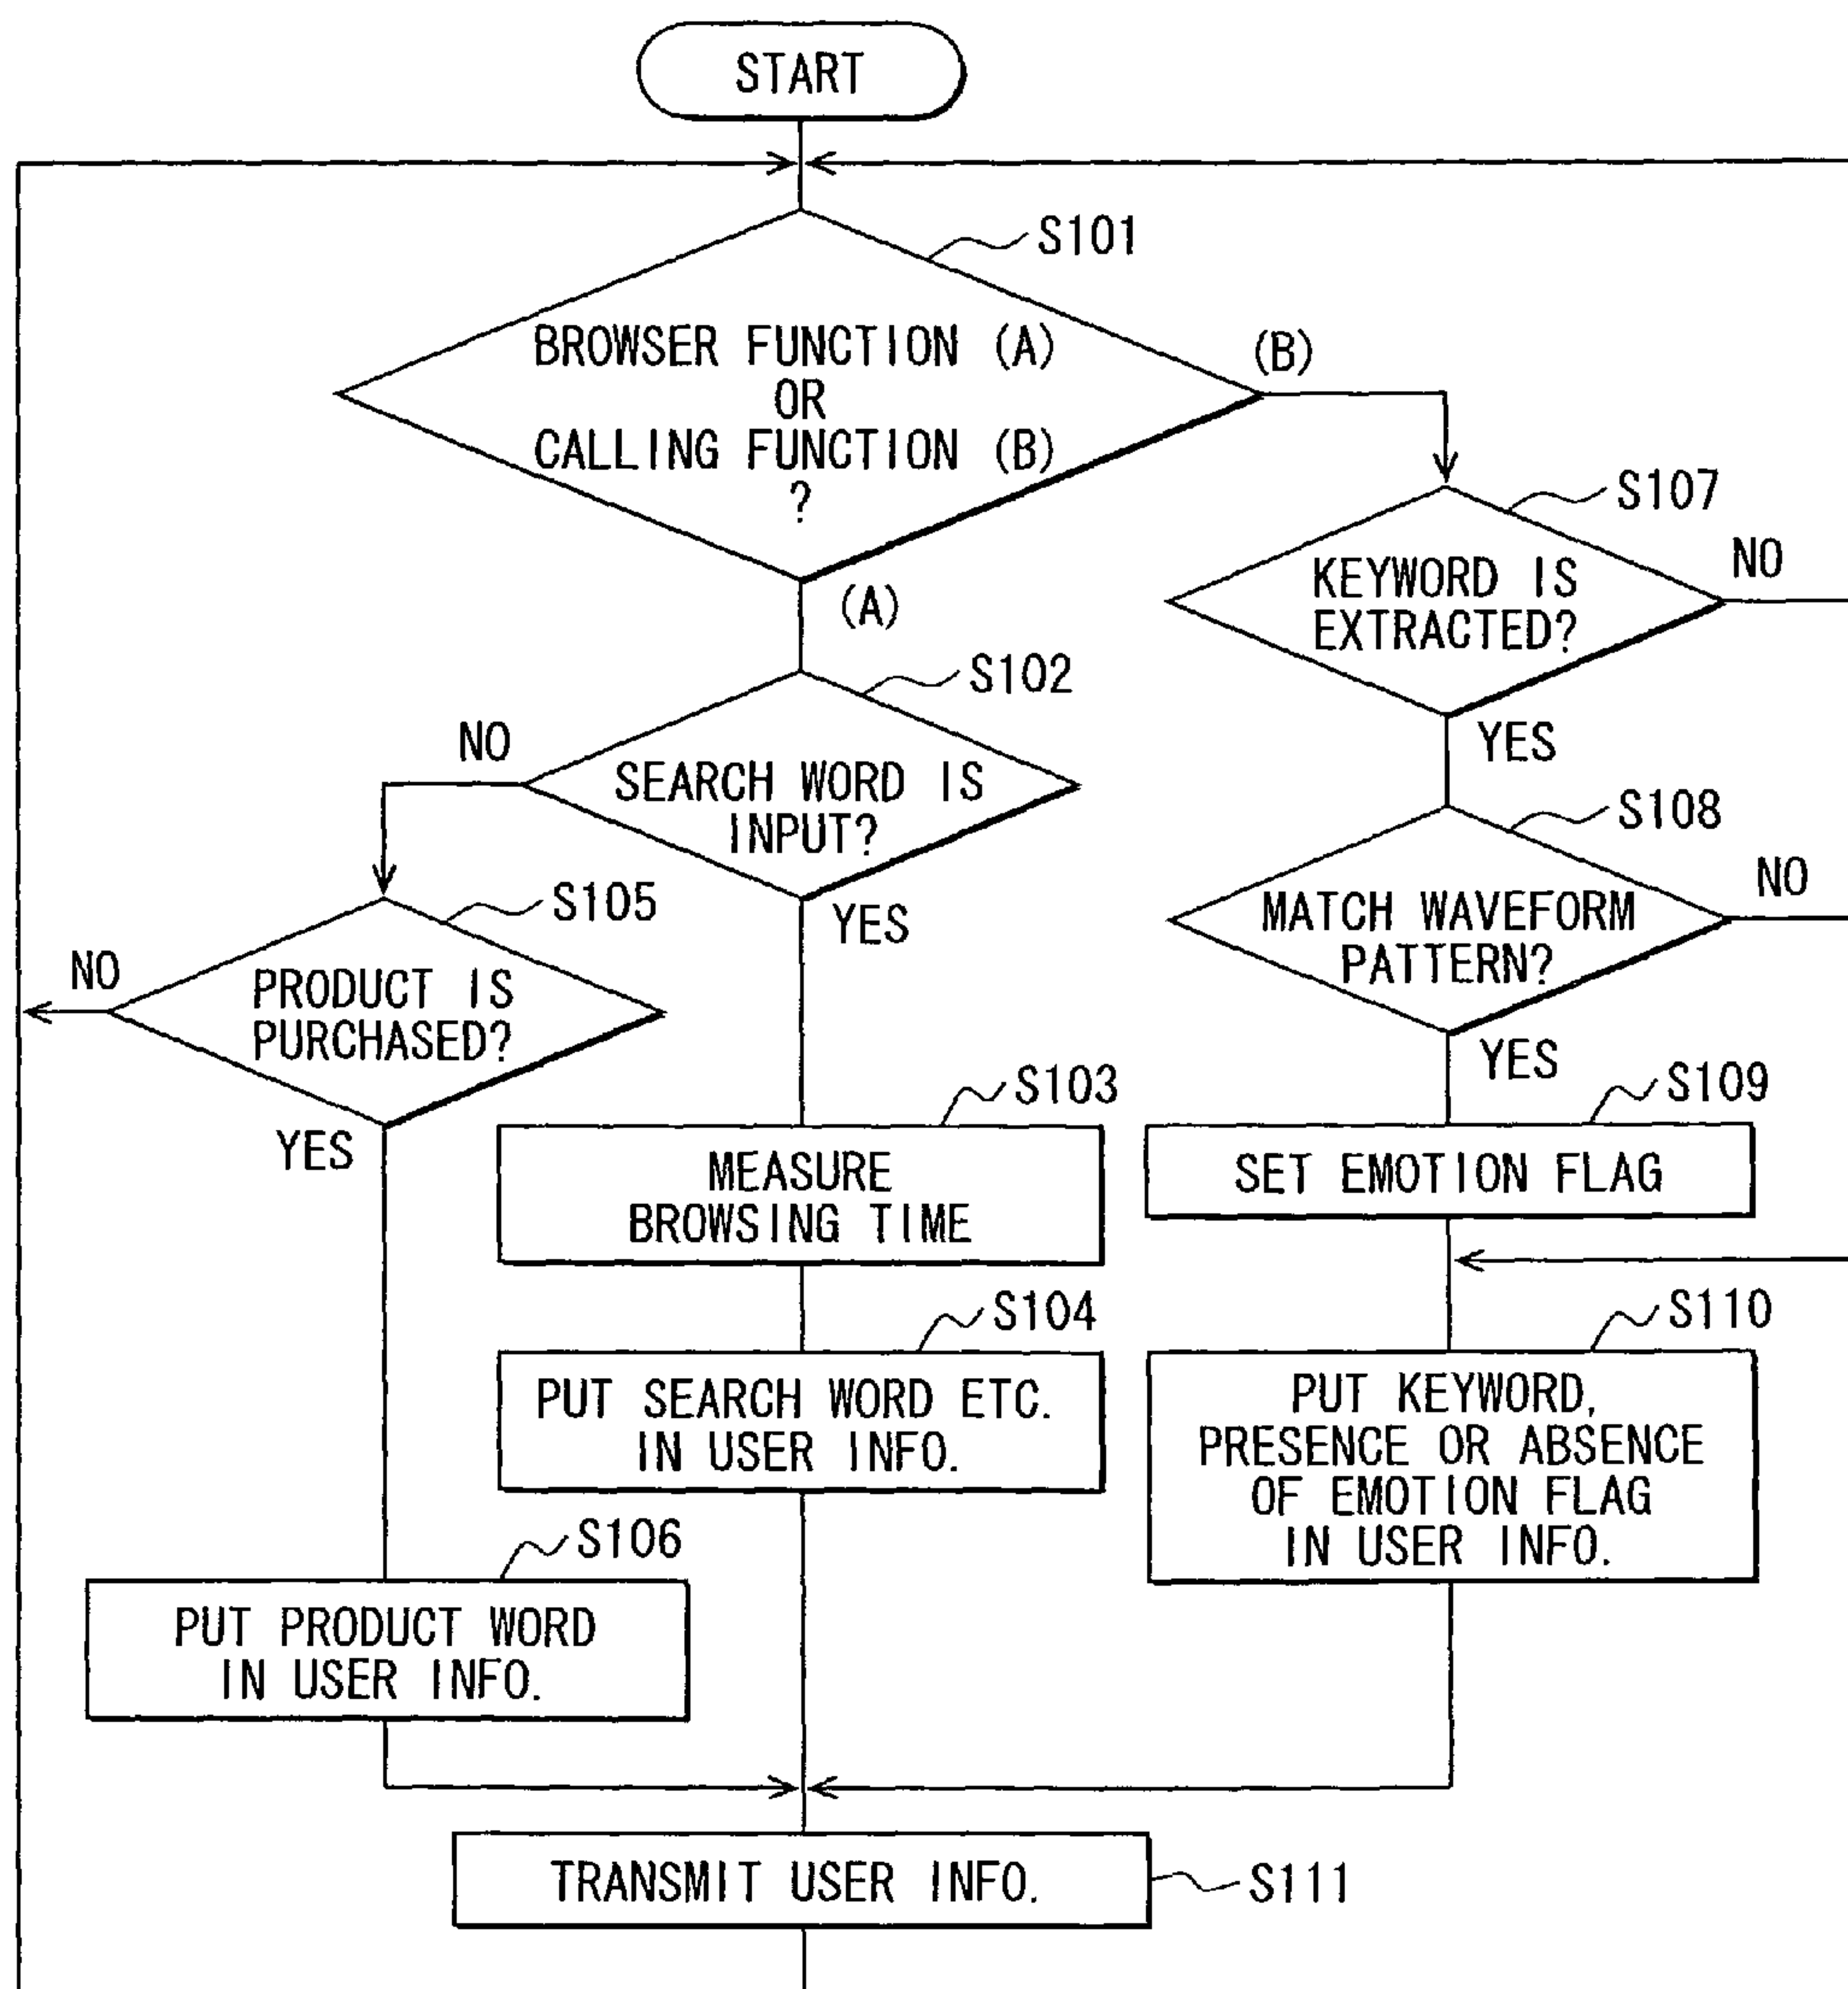 START
S101
BROWSER FUNCTION (A)
OR
CALLING FUNCTION (B)
?
(B)
(A)
S107
KEYWORD IS
EXTRACTED?
NO
YES
S102
SEARCH WORD IS
INPUT?
NO
YES
S108
MATCH WAVEFORM
PATTERN?
NO
YES
S105
PRODUCT IS
PURCHASED?
NO
YES
S103
MEASURE
BROWSING TIME
S109
SET EMOTION FLAG
S104
PUT SEARCH WORD ETC.
IN USER INFO.
S110
PUT KEYWORD,
PRESENCE OR ABSENCE
OF EMOTION FLAG
IN USER INFO.
S106
PUT PRODUCT WORD
IN USER INFO.
TRANSMIT USER INFO.
S111